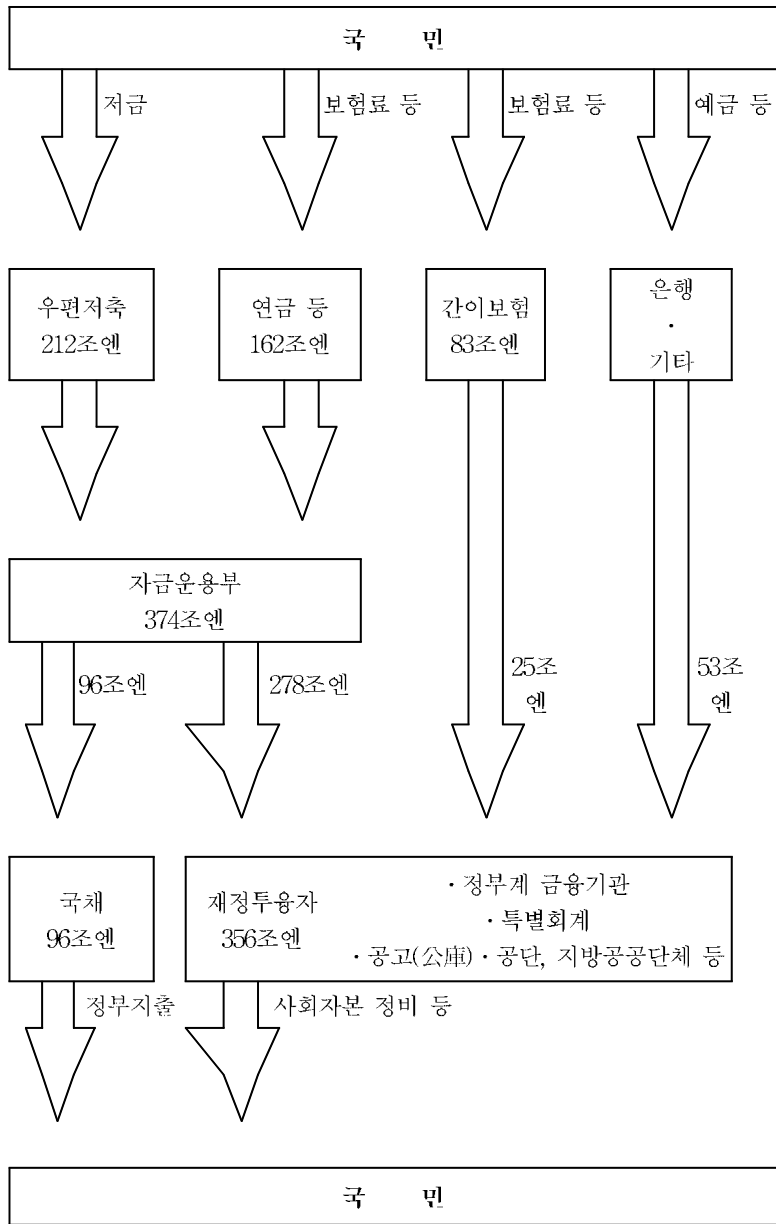 국 민
저금
보험료 등
보험료 등
예금 등
우편저축
212조엔
연금 등
162조엔
간이보험
83조엔
은행
·
기타
자금운용부
374조엔
96조엔
278조엔
25조
엔
53조
엔
국채
96조엔
재정투융자
356조엔
·정부계 금융기관
·특별회계
·공고(公庫)·공단, 지방공공단체 등
정부지출
사회자본 정비 등
국 민